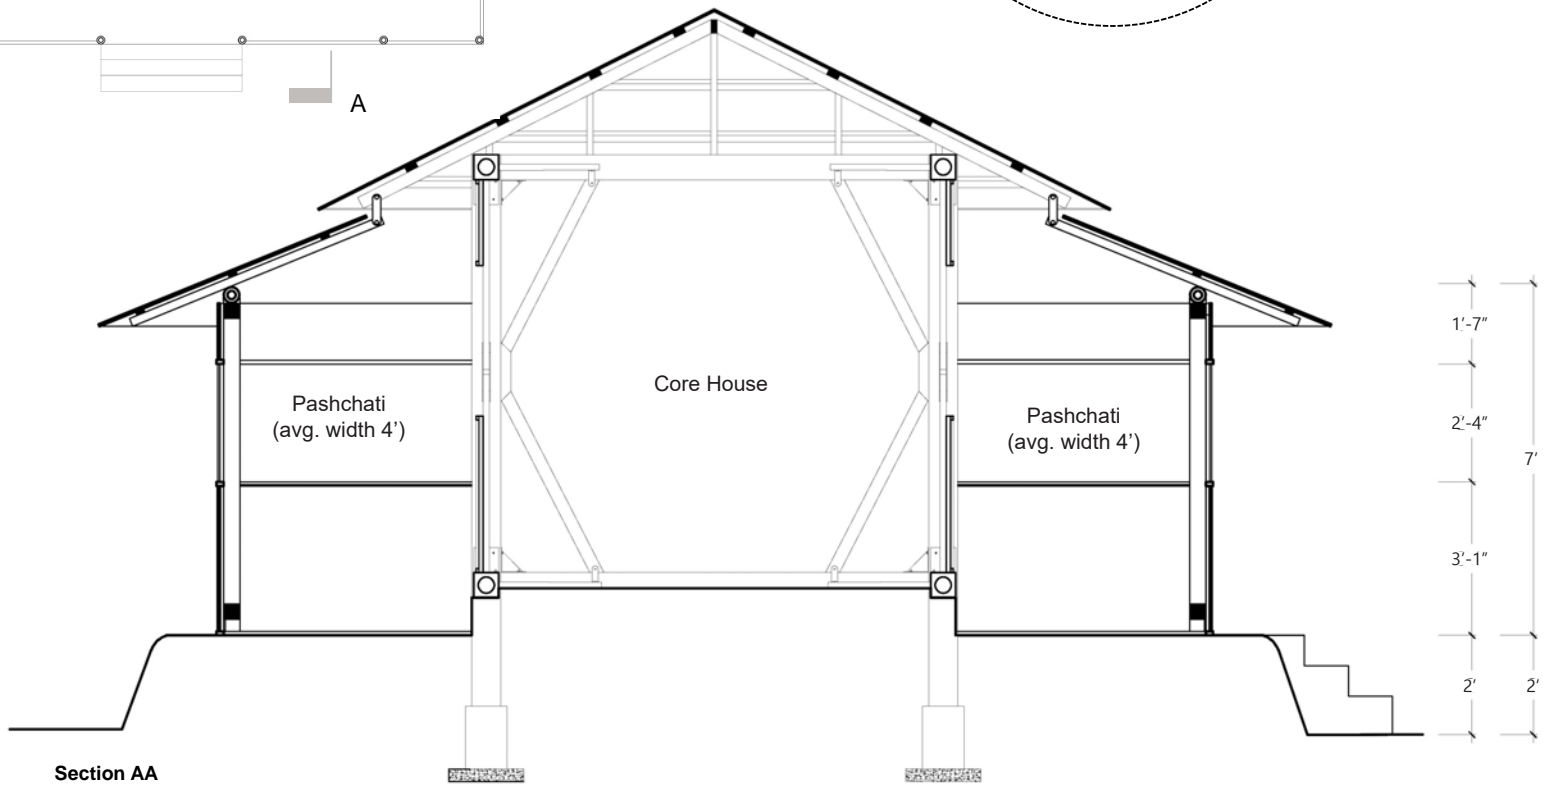 A
1'-7"
Core House
Pashchati
(avg. width 4')
Pashchati
(avg. width 4')
2'-4"
7'
3'-1"
2'
2'
Section AA